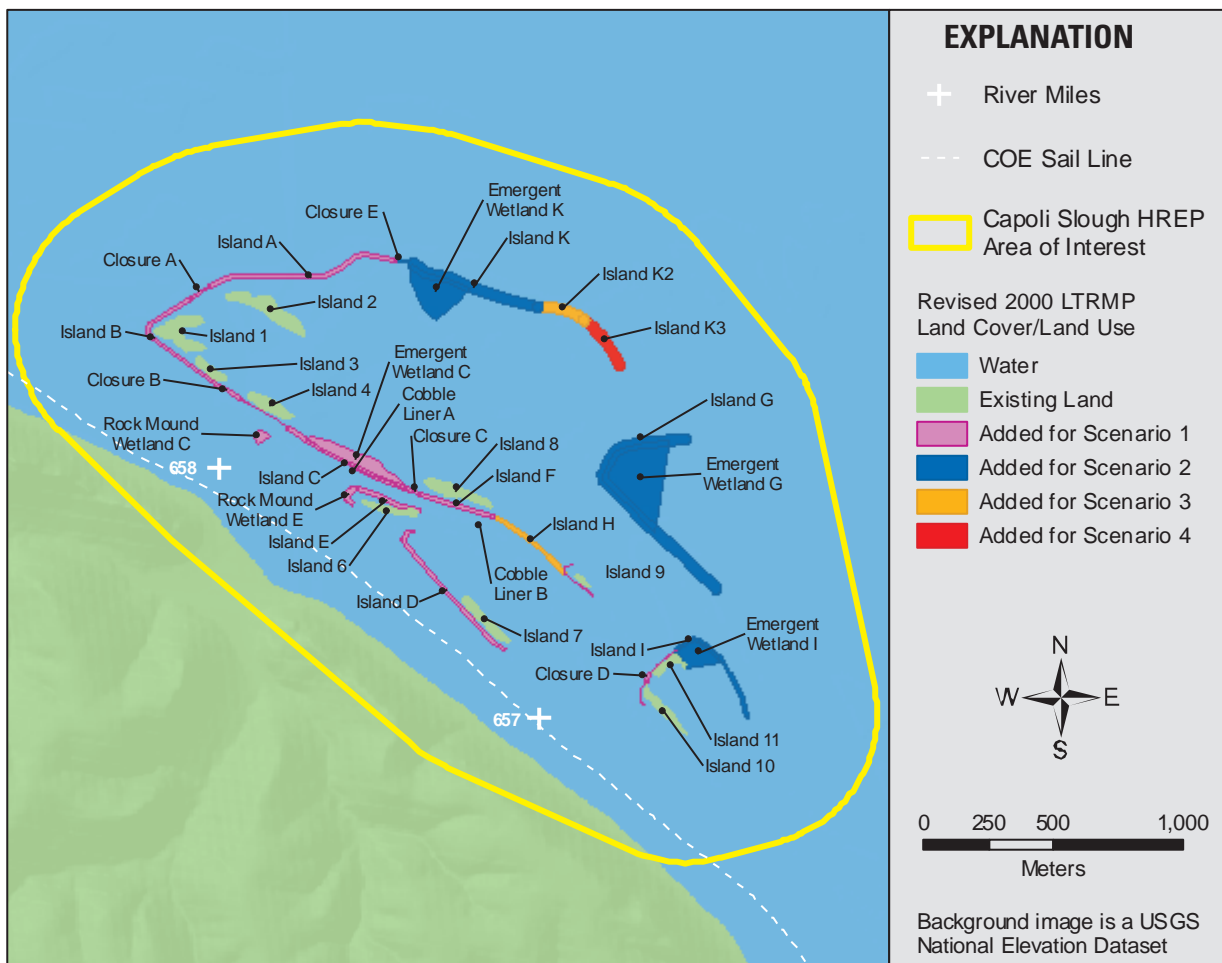 Closure E
Emergent
Wetland K
Island K
Island A
Closure A
Island K2
Island 2
Island K3
Island B
Island 1
Island 3
Emergent
Wetland C
Closure B
Island 4
Cobble
Liner A
Island G
Rock Mound
Wetland C
Closure C
Island 8
658
Island C
Island F
Emergent
Wetland G
Rock Mound
Wetland E
Island H
Island E
Island 6
Cobble
Liner B
Island 9
Island D
Island 7
Island I
Emergent
Wetland I
Closure D
657
Island 11
Island 10
EXPLANATION
River Miles
COE Sail Line
Capoli Slough HREP
Area of Interest
Revised 2000 LTRMP
Land Cover/Land Use
Water
Existing Land
Added for Scenario 1
Added for Scenario 2
Added for Scenario 3
Added for Scenario 4
N
W E
S
0 250 500 1,000
Meters
Background image is a USGS
National Elevation Dataset